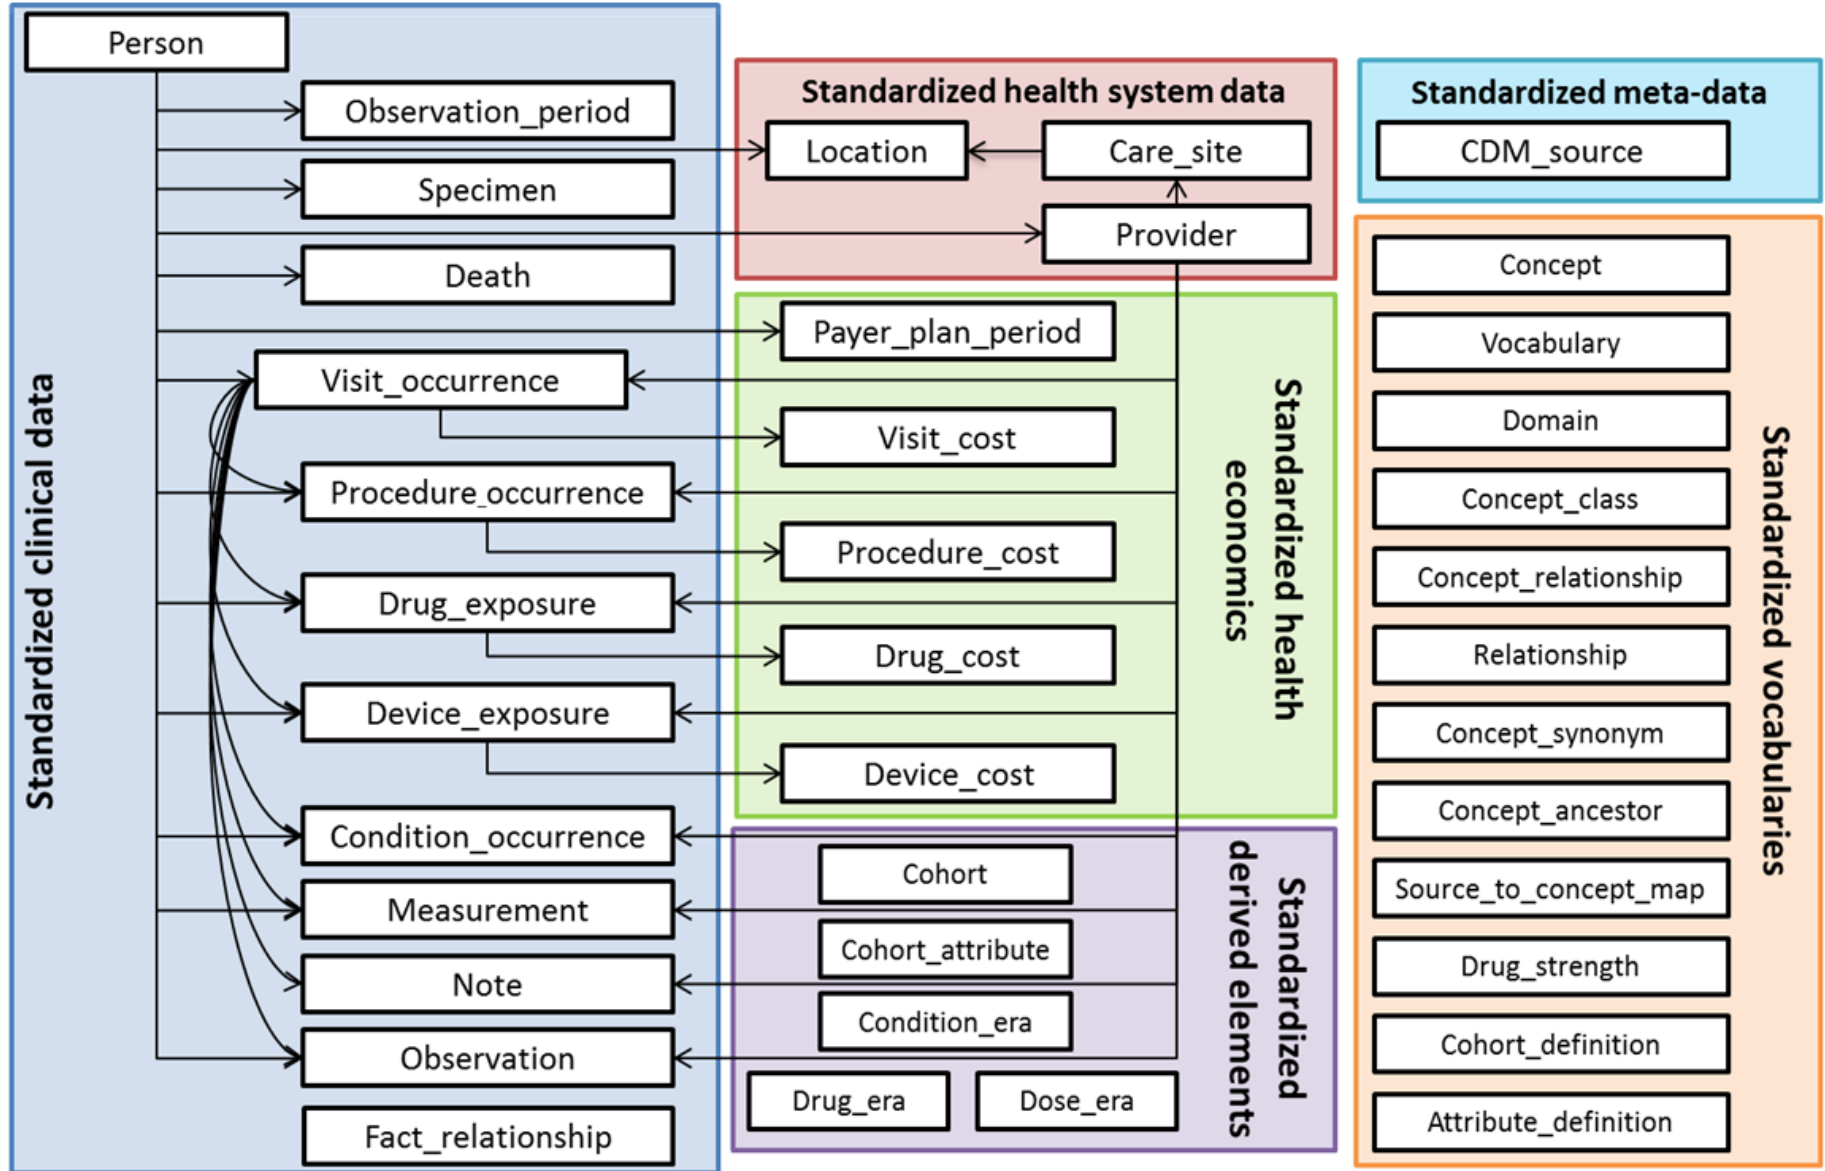 Standardized clinical data
Person
Observation_period
Specimen
Death
Visit_occurrence
Procedure_occurrence
Drug_exposure
Device_exposure
Condition_occurrence
Measurement
Note
Observation
Fact_relationship
Standardized health system data
Location
Care_site
Provider
Payer_plan_period
Visit_cost
Procedure_cost
Drug_cost
Device_cost
Standardized health
economics
Cohort
Cohort_attribute
Condition_era
Drug_era
Dose_era
Standardized
derived elements
Standardized meta-data
CDM_source
Concept
Vocabulary
Domain
Concept_class
Concept_relationship
Relationship
Concept_synonym
Concept_ancestor
Source_to_concept_map
Drug_strength
Cohort_definition
Attribute_definition
Standardized vocabularies